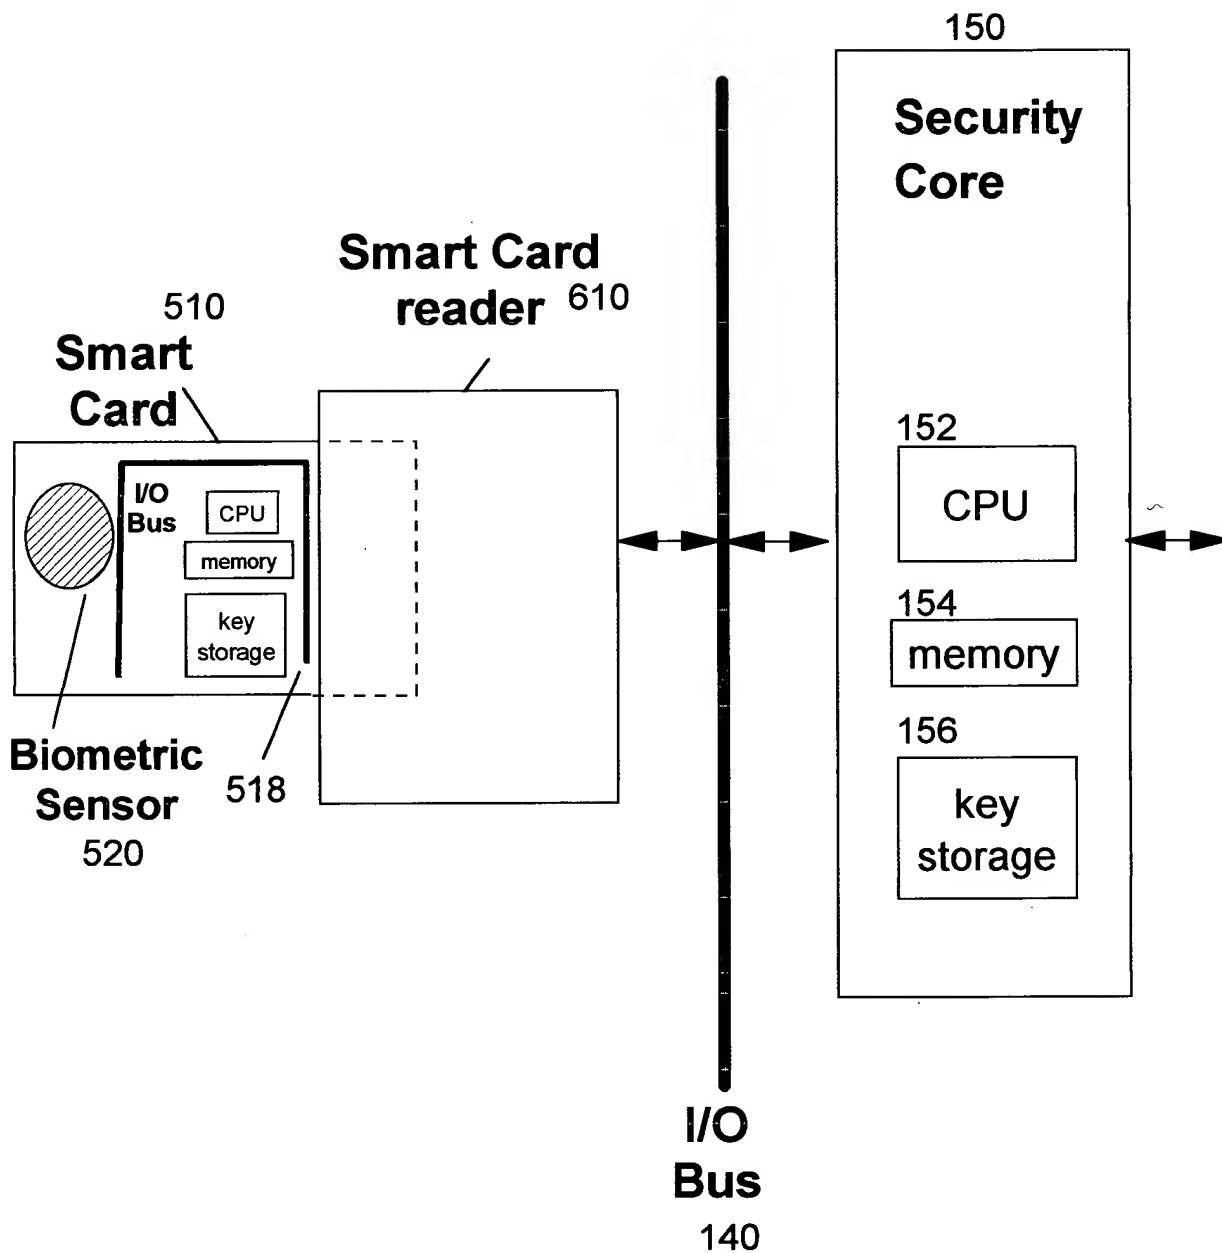 150
Security
Core
Smart Card
reader 610
510
Smart
Card
I/O
Bus
CPU
memory
key
storage
Biometric
Sensor
520
518
152
CPU
154
memory
156
key
storage
I/O
Bus
140